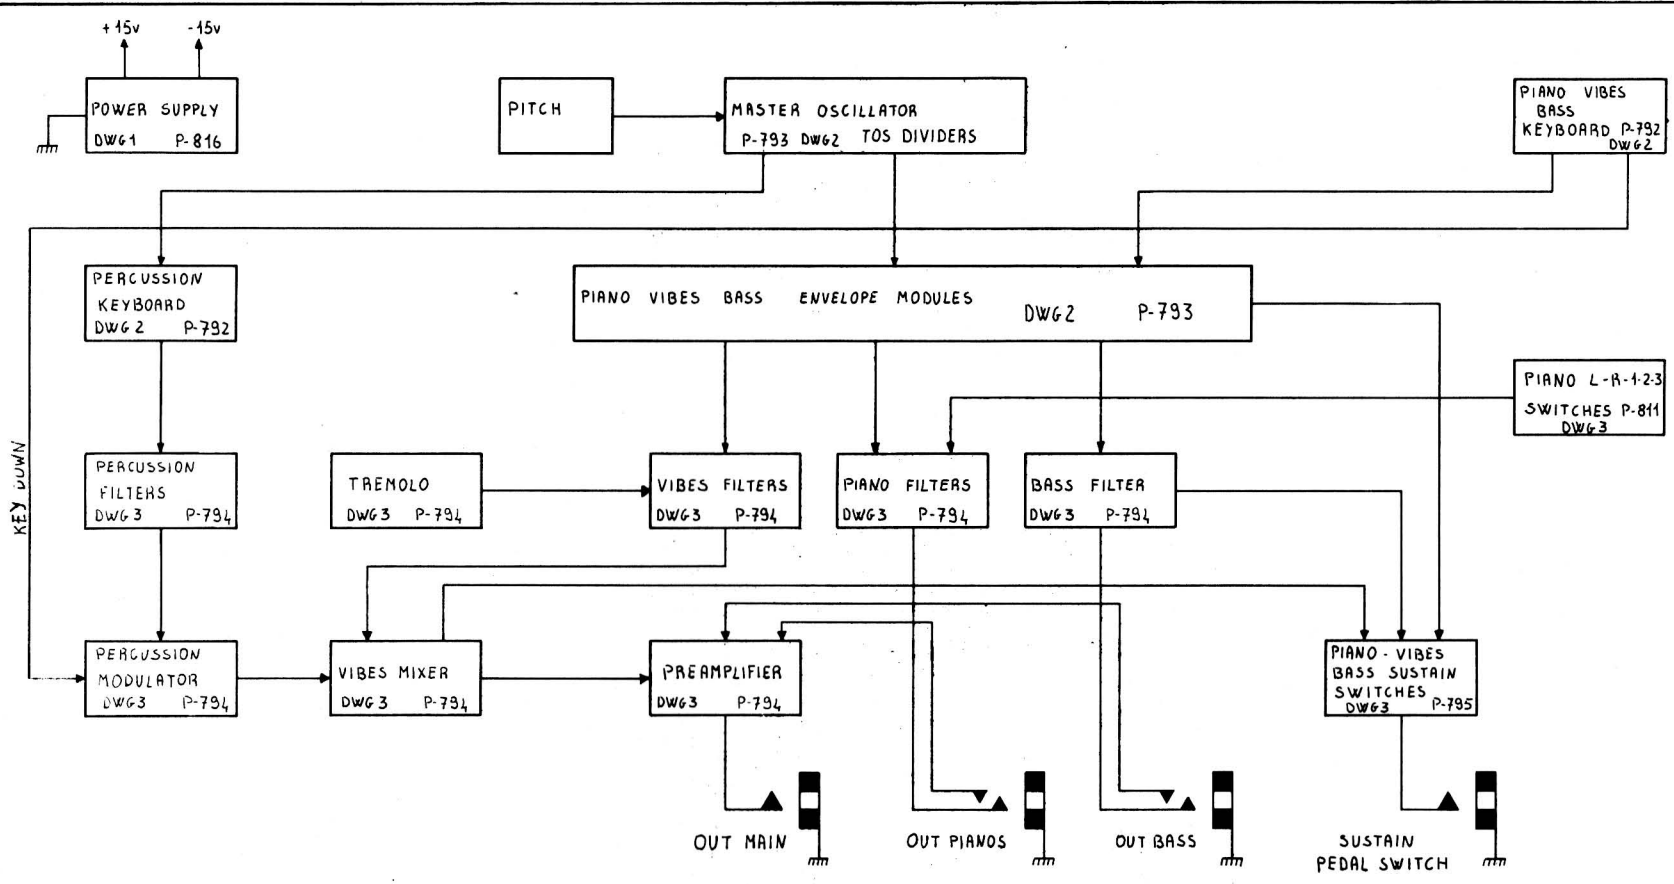 +15v -15v
POWER SUPPLY
DWG1 P-816
PITCH
MASTER OSCILLATOR
P-793 DWG2 TOS DIVIDERS
PIANO VIBES
BASS
KEYBOARD P-792
DWG2
PERCUSSION
KEYBOARD
DWG2 P-792
PIANO VIBES BASS ENVELOPE MODULES
DWG2 P-793
PIANO L-R-1-2-3
SWITCHES P-811
DWG3
KEY DOWN
PERCUSSION
FILTERS
DWG3 P-794
TREMOLO
DWG3 P-794
VIBES FILTERS
DWG3 P-794
PIANO FILTERS
DWG3 P-794
BASS FILTER
DWG3 P-794
PERCUSSION
MODULATOR
DWG3 P-794
VIBES MIXER
DWG3 P-794
PREAMPLIFIER
DWG3 P-794
PIANO - VIBES
BASS SUSTAIN
SWITCHES
DWG3 P-795
OUT MAIN
OUT PIANOS
OUT BASS
SUSTAIN
PEDAL SWITCH